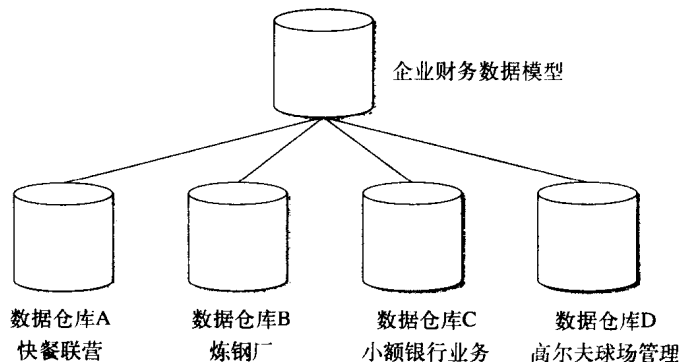 企业财务数据模型
数据仓库A
快餐联营
数据仓库B
炼钢厂
数据仓库C
小额银行业务
数据仓库D
高尔夫球场管理